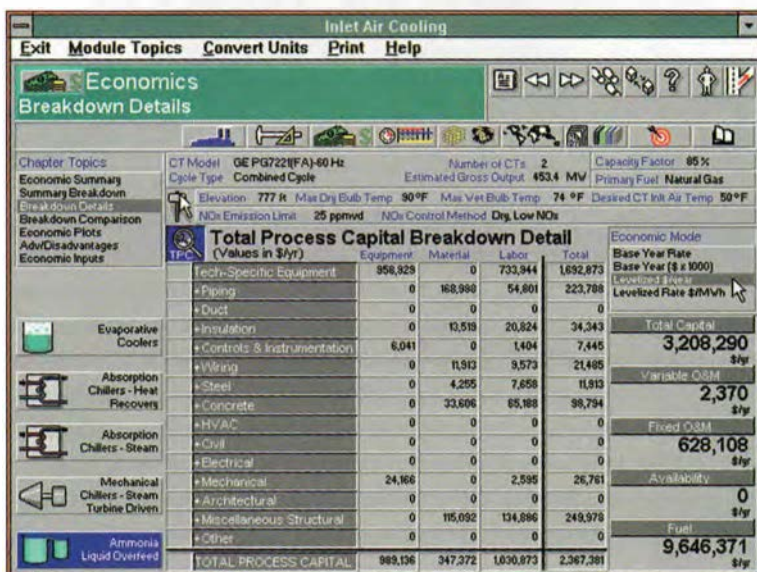 Inlet Air Cooling
Exit Module Topics Convert Units Print Help
Economics
Breakdown Details
Chapter Topics
Economic Summary
Summary Breakdown
Breakdown Details
Breakdown Comparison
Economic Plots
Adv/Disadvantages
Economic Inputs
CT Model GE PG7221(FA)-60 Hz Number of CTs 2 Capacity Factor 85 %
Cycle Type Combined Cycle Estimated Gross Output 453.4 MW Primary Fuel Natural Gas
Elevation 777 ft Max Dry Bulb Temp 90°F Max Wet Bulb Temp 74 °F Desired CT Inlt Air Temp 50°F
NOx Emission Limit 25 ppmvd NOx Control Method Dry, Low NOx
TPC
Total Process Capital Breakdown Detail
(Values in $/yr) Equipment Material Labor Total
Tech-Specific Equipment 958,929 0 733,944 1,692,873
+Piping 0 168,988 54,801 223,788
+Duct 0 0 0 0
+Insulation 0 13,519 20,824 34,343
+Controls & Instrumentation 6,041 0 1,404 7,445
+Wiring 0 11,913 9,573 21,485
+Steel 0 4,255 7,658 11,913
+Concrete 0 33,606 65,188 98,794
+HVAC 0 0 0 0
+Civil 0 0 0 0
+Electrical 0 0 0 0
+Mechanical 24,166 0 2,595 26,761
+Architectural 0 0 0 0
+Miscellaneous Structural 0 115,092 134,886 249,978
+Other 0 0 0 0
TOTAL PROCESS CAPITAL 989,136 347,372 1,030,873 2,367,381
Economic Mode
Base Year Rate
Base Year ($ x 1000)
Levelized $/year
Levelized Rate $/MWh
Total Capital
3,208,290
$/yr
Variable O&M
2,370
$/yr
Fixed O&M
628,108
$/yr
Availability
0
$/yr
Fuel
9,646,371
$/yr
Evaporative
Coolers
Absorption
Chillers - Heat
Recovery
Absorption
Chillers - Steam
Mechanical
Chillers - Steam
Turbine Driven
Ammonia
Liquid Overfeed